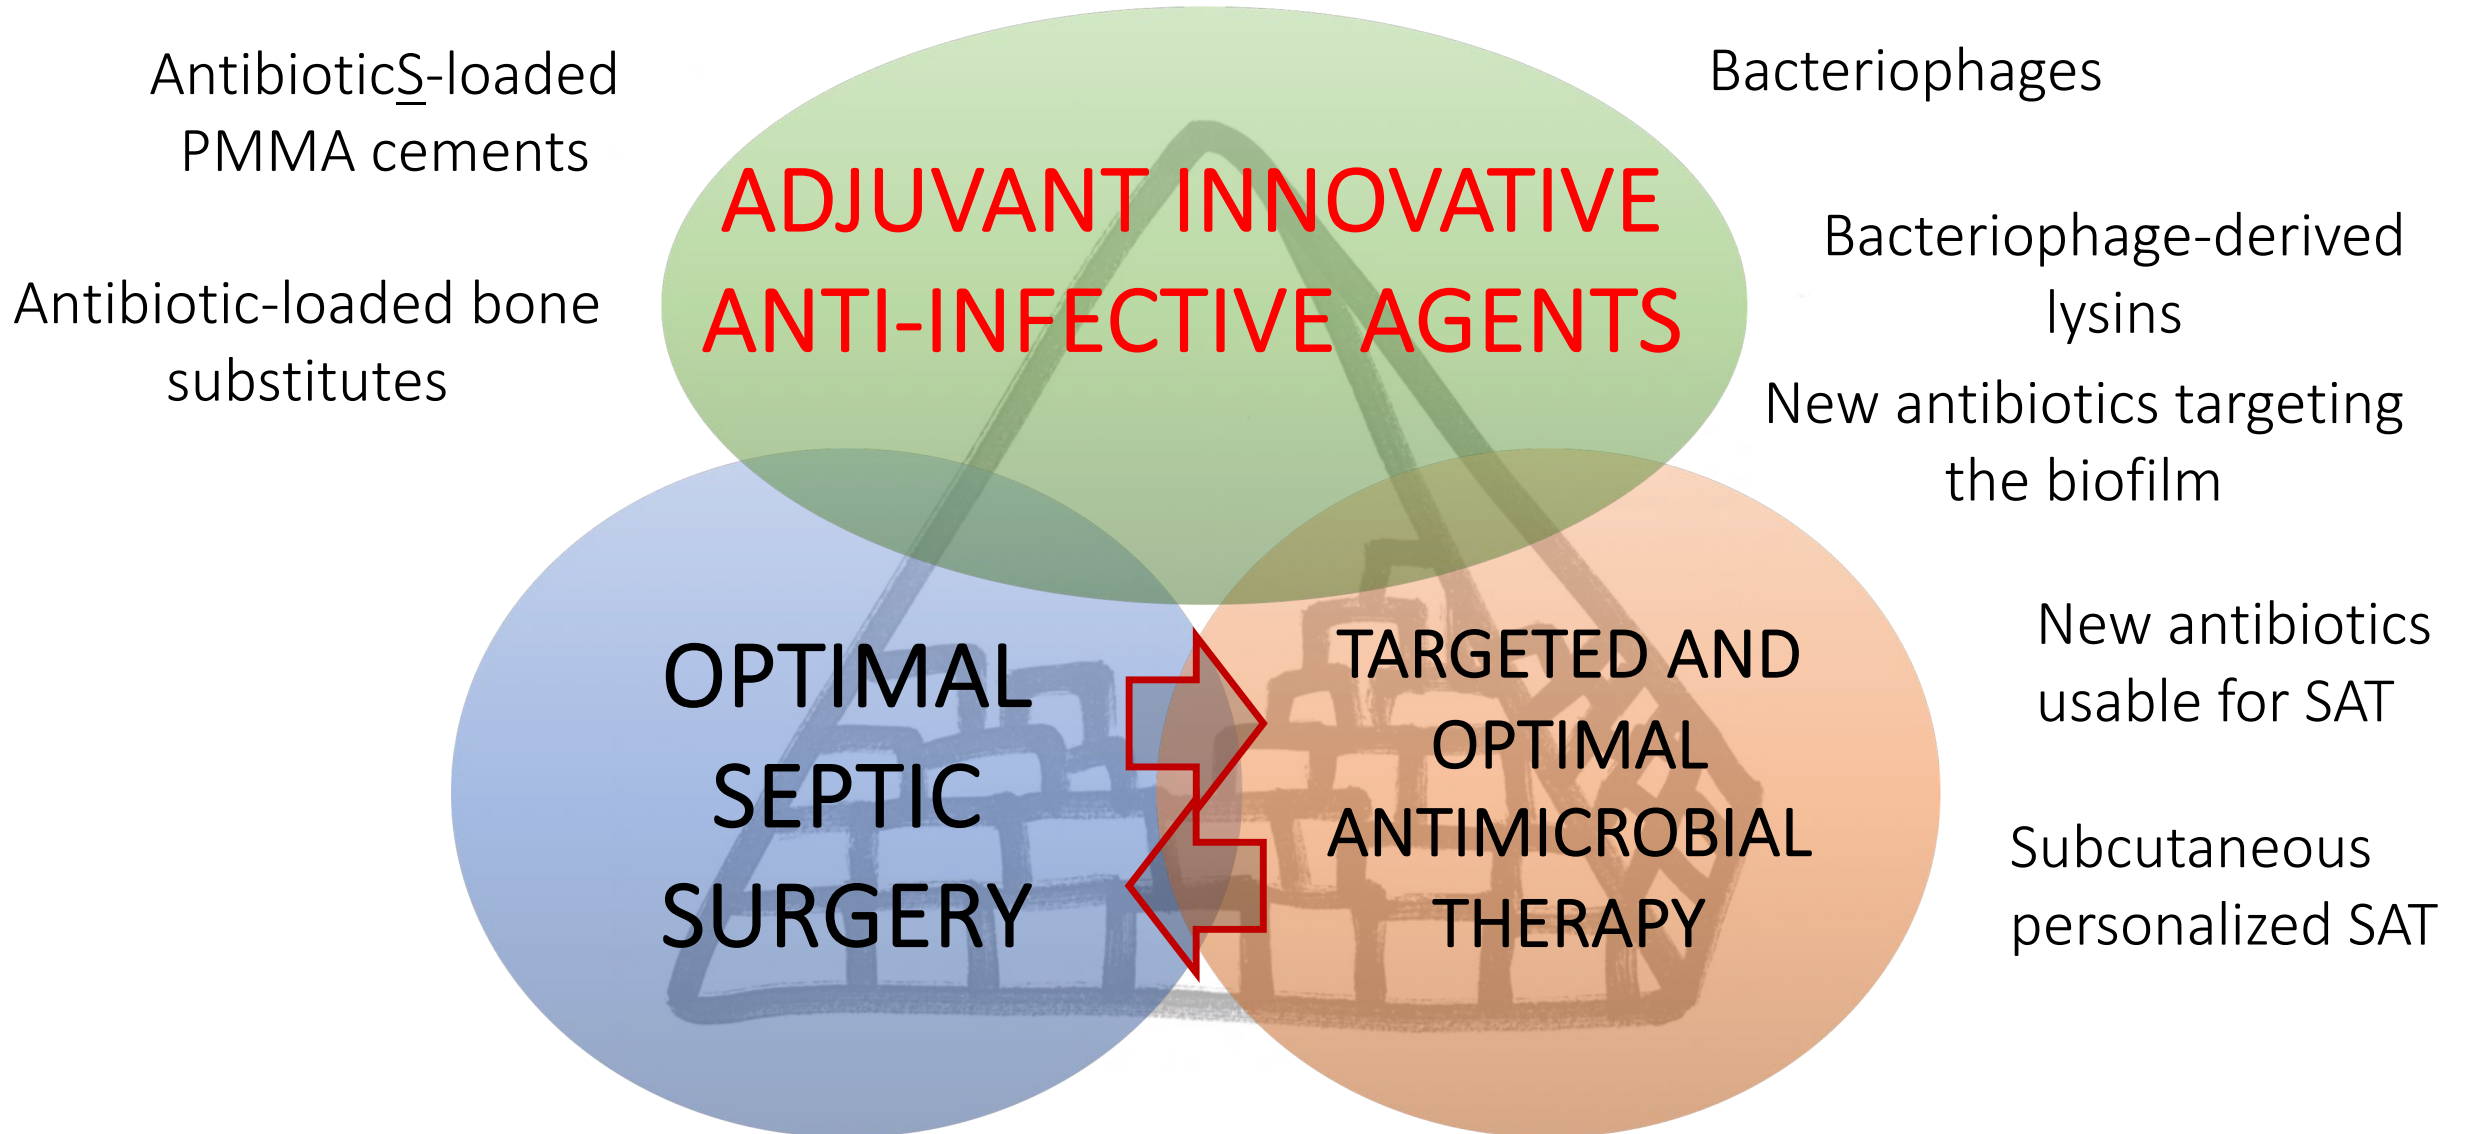 AntibioticS-loaded
PMMA cements
Antibiotic-loaded bone
substitutes
ADJUVANT INNOVATIVE
ANTI-INFECTIVE AGENTS
Bacteriophages
Bacteriophage-derived
lysins
New antibiotics targeting
the biofilm
New antibiotics
usable for SAT
Subcutaneous
personalized SAT
OPTIMAL
SEPTIC
SURGERY
TARGETED AND
OPTIMAL
ANTIMICROBIAL
THERAPY